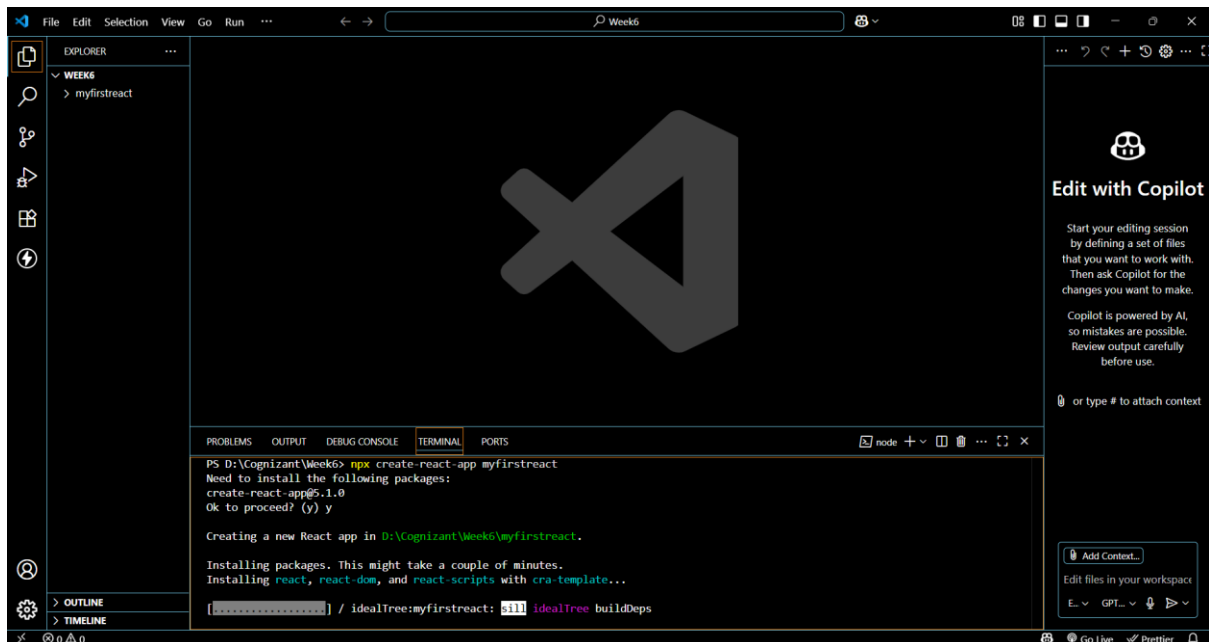 File Edit Selection View Go Run ··· Week6
EXPLORER ···
WEEK6
myfirstreact
OUTLINE
TIMELINE
PROBLEMS OUTPUT DEBUG CONSOLE TERMINAL PORTS
node
PS D:\Cognizant\Week6> npx create-react-app myfirstreact
Need to install the following packages:
create-react-app@5.1.0
Ok to proceed? (y) y
Creating a new React app in D:\Cognizant\Week6\myfirstreact.
Installing packages. This might take a couple of minutes.
Installing react, react-dom, and react-scripts with cra-template...
[..................] / idealTree:myfirstreact: sill idealTree buildDeps
Edit with Copilot
Start your editing session
by defining a set of files
that you want to work with.
Then ask Copilot for the
changes you want to make.
Copilot is powered by AI,
so mistakes are possible.
Review output carefully
before use.
or type # to attach context
Add Context...
Edit files in your workspace
E... GPT...
0 0 Go Live Prettier